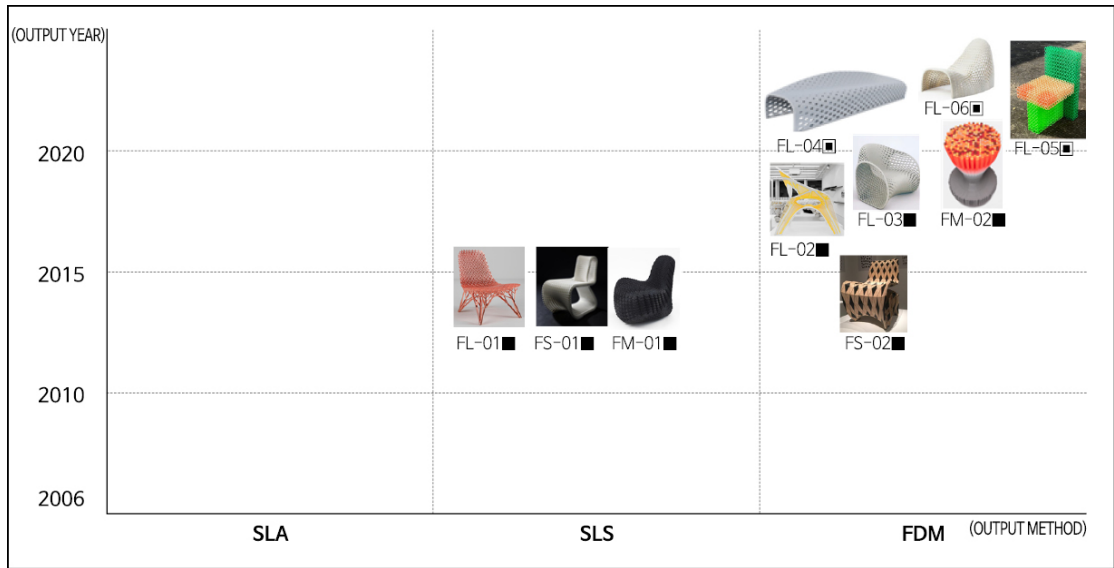 (OUTPUT YEAR)
FL-06▣
FL-04▣
FL-05▣
2020
FL-03■
FM-02■
FL-02■
2015
FL-01■
FS-01■
FM-01■
FS-02■
2010
2006
SLA
SLS
FDM
(OUTPUT METHOD)